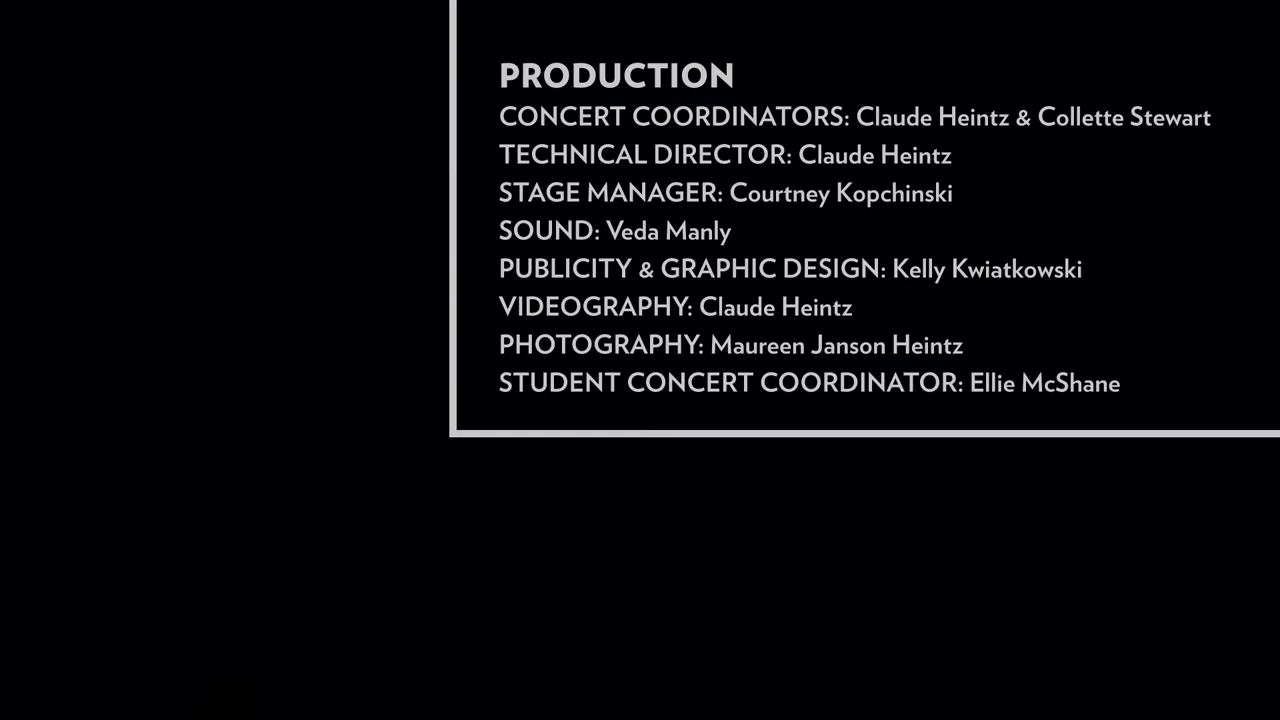 PRODUCTION
CONCERT COORDINATORS: Claude Heintz & Collette Stewart
TECHNICAL DIRECTOR: Claude Heintz
STAGE MANAGER: Courtney Kopchinski
SOUND: Veda Manly
PUBLICITY & GRAPHIC DESIGN: Kelly Kwiatkowski
VIDEOGRAPHY: Claude Heintz
PHOTOGRAPHY: Maureen Janson Heintz
STUDENT CONCERT COORDINATOR: Ellie McShane